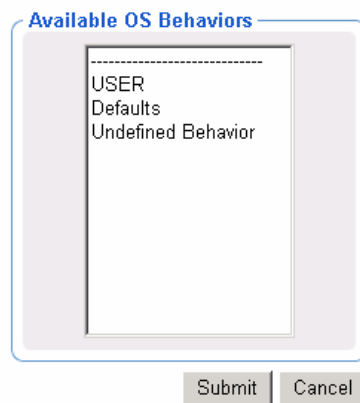 Available OS Behaviors
----------------------------
USER
Defaults
Undefined Behavior
Submit Cancel